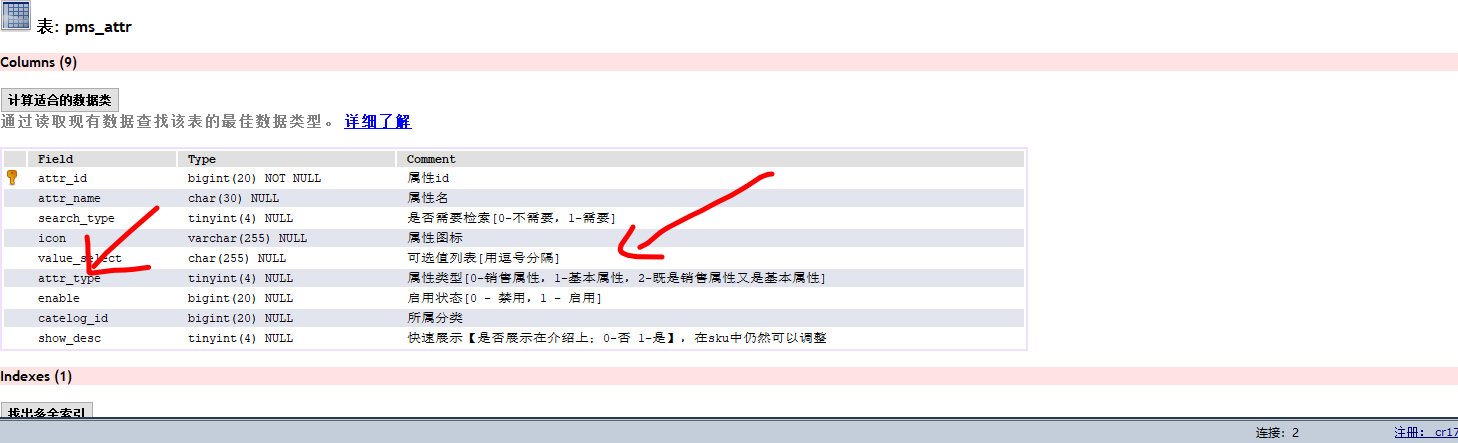 表: pms_attr
Columns (9)
计算适合的数据类
通过读取现有数据查找该表的最佳数据类型。 详细了解
Field Type Comment
attr_id bigint(20) NOT NULL 属性id
attr_name char(30) NULL 属性名
search_type tinyint(4) NULL 是否需要检索[0-不需要，1-需要]
icon varchar(255) NULL 属性图标
value_select char(255) NULL 可选值列表[用逗号分隔]
attr_type tinyint(4) NULL 属性类型[0-销售属性，1-基本属性，2-既是销售属性又是基本属性]
enable bigint(20) NULL 启用状态[0 - 禁用，1 - 启用]
catelog_id bigint(20) NULL 所属分类
show_desc tinyint(4) NULL 快速展示【是否展示在介绍上；0-否 1-是】，在sku中仍然可以调整
Indexes (1)
找出多余索引
连接: 2 注册: cr17